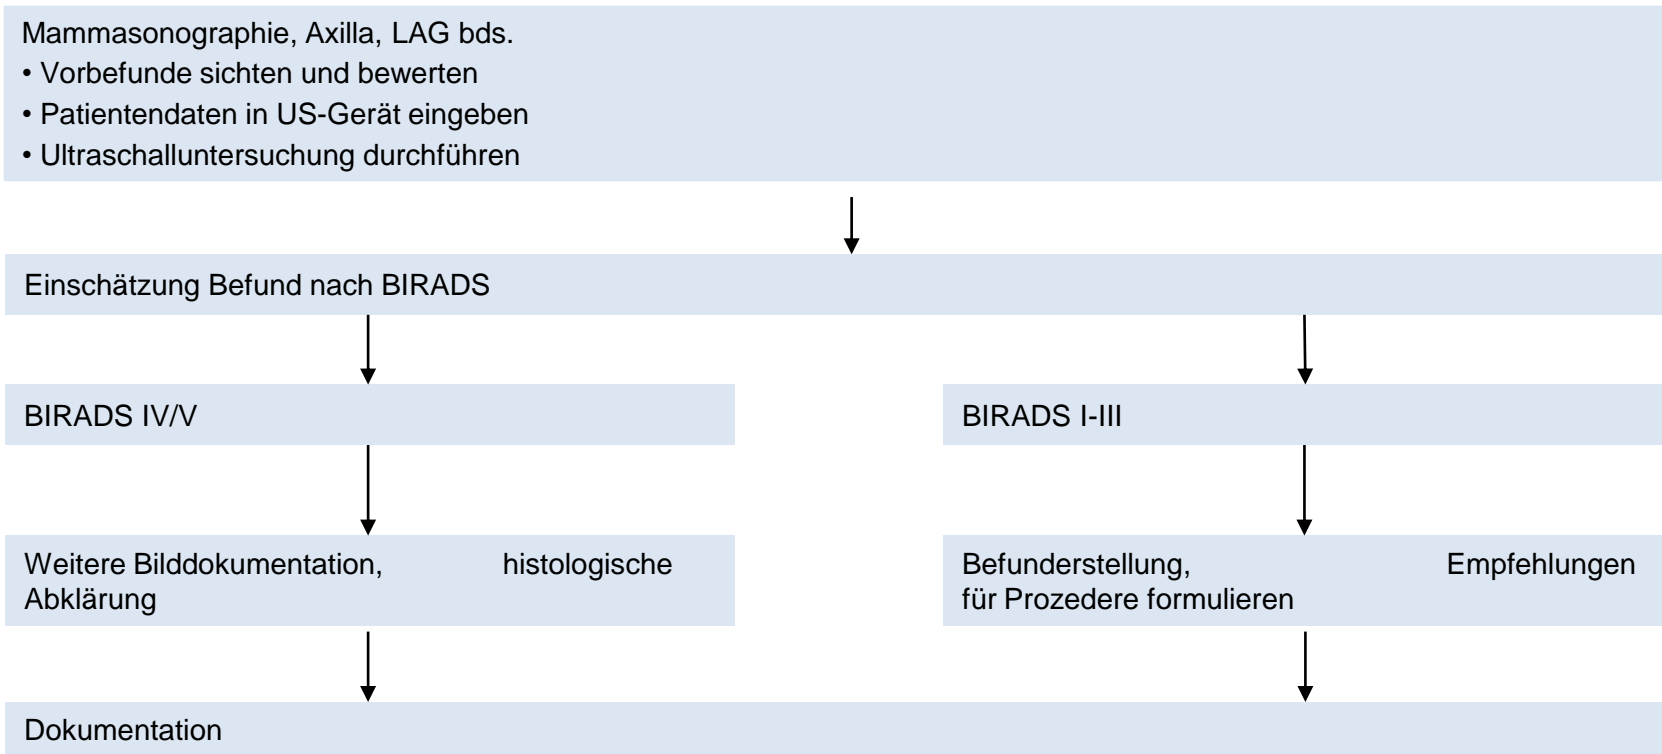 Mammasonographie, Axilla, LAG bds.
• Vorbefunde sichten und bewerten
• Patientendaten in US-Gerät eingeben
• Ultraschalluntersuchung durchführen
Einschätzung Befund nach BIRADS
BIRADS IV/V
BIRADS I-III
Weitere Bilddokumentation, histologische
Abklärung
Befunderstellung, Empfehlungen
für Prozedere formulieren
Dokumentation